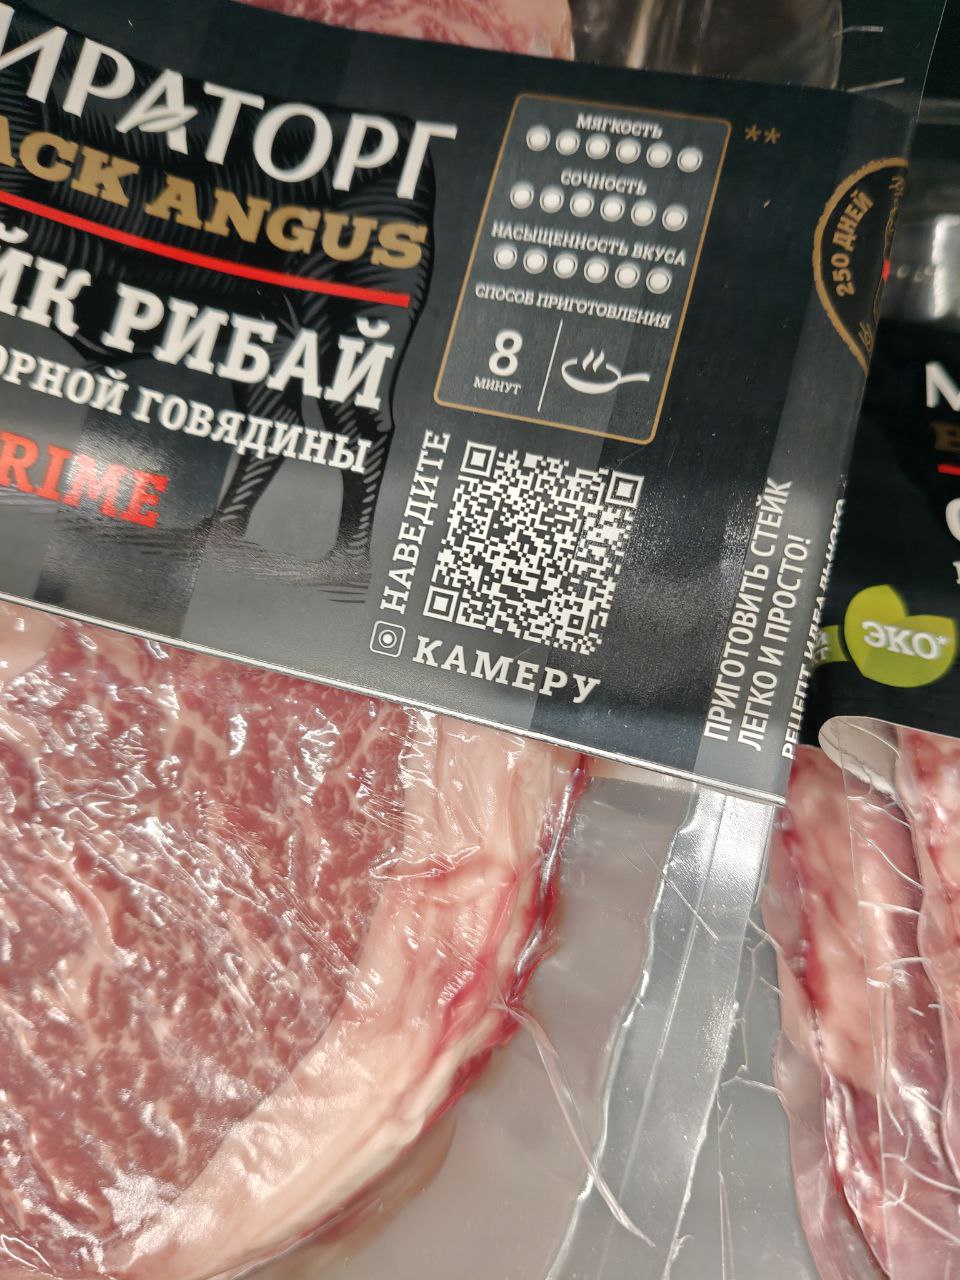 ИРАТОРГ
ACK ANGUS
ЙК РИБАЙ
ОРНОЙ ГОВЯДИНЫ
RIME
МЯГКОСТЬ
**
СОЧНОСТЬ
НАСЫЩЕННОСТЬ ВКУСА
СПОСОБ ПРИГОТОВЛЕНИЯ
8
МИНУТ
НАВЕДИТЕ
КАМЕРУ
250 ДНЕЙ
ПРИГОТОВИТЬ СТЕЙК
ЛЕГКО И ПРОСТО!
РЕЦЕПТ
ЭКО*